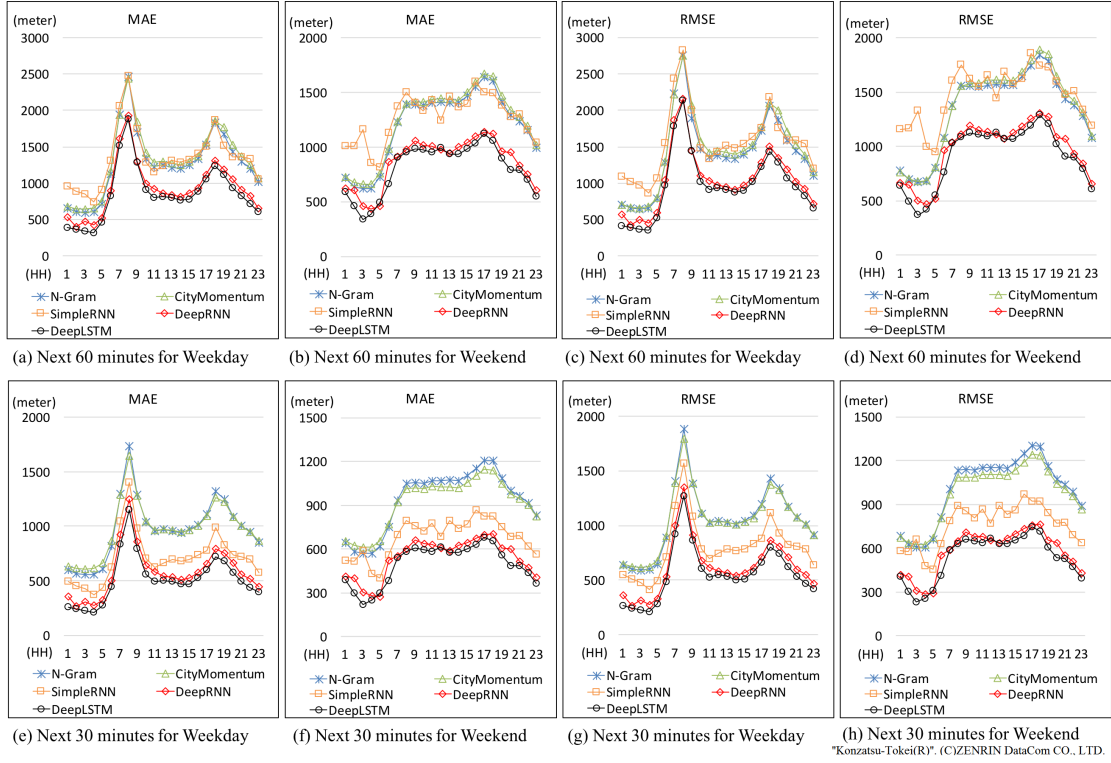 MAE
(meter)
3000
2500
2000
1500
1000
500
0
(HH) 1 3 5 7 9 11 13 15 17 19 21 23
N-Gram CityMomentum
SimpleRNN DeepRNN
DeepLSTM
(a) Next 60 minutes for Weekday
MAE
(meter)
2000
1500
1000
500
0
(HH) 1 3 5 7 9 11 13 15 17 19 21 23
N-Gram CityMomentum
SimpleRNN DeepRNN
DeepLSTM
(b) Next 60 minutes for Weekend
RMSE
(meter)
3000
2500
2000
1500
1000
500
0
(HH) 1 3 5 7 9 11 13 15 17 19 21 23
N-Gram CityMomentum
SimpleRNN DeepRNN
DeepLSTM
(c) Next 60 minutes for Weekday
RMSE
(meter)
2000
1500
1000
500
0
(HH) 1 3 5 7 9 11 13 15 17 19 21 23
N-Gram CityMomentum
SimpleRNN DeepRNN
DeepLSTM
(d) Next 60 minutes for Weekend
MAE
(meter)
2000
1500
1000
500
0
(HH) 1 3 5 7 9 11 13 15 17 19 21 23
N-Gram CityMomentum
SimpleRNN DeepRNN
DeepLSTM
(e) Next 30 minutes for Weekday
MAE
(meter)
1500
1200
900
600
300
0
(HH) 1 3 5 7 9 11 13 15 17 19 21 23
N-Gram CityMomentum
SimpleRNN DeepRNN
DeepLSTM
(f) Next 30 minutes for Weekend
RMSE
(meter)
2000
1500
1000
500
0
(HH) 1 3 5 7 9 11 13 15 17 19 21 23
N-Gram CityMomentum
SimpleRNN DeepRNN
DeepLSTM
(g) Next 30 minutes for Weekday
RMSE
(meter)
1500
1200
900
600
300
0
(HH) 1 3 5 7 9 11 13 15 17 19 21 23
N-Gram CityMomentum
SimpleRNN DeepRNN
DeepLSTM
(h) Next 30 minutes for Weekend
"Konzatsu-Tokei(R)". (C)ZENRIN DataCom CO., LTD.